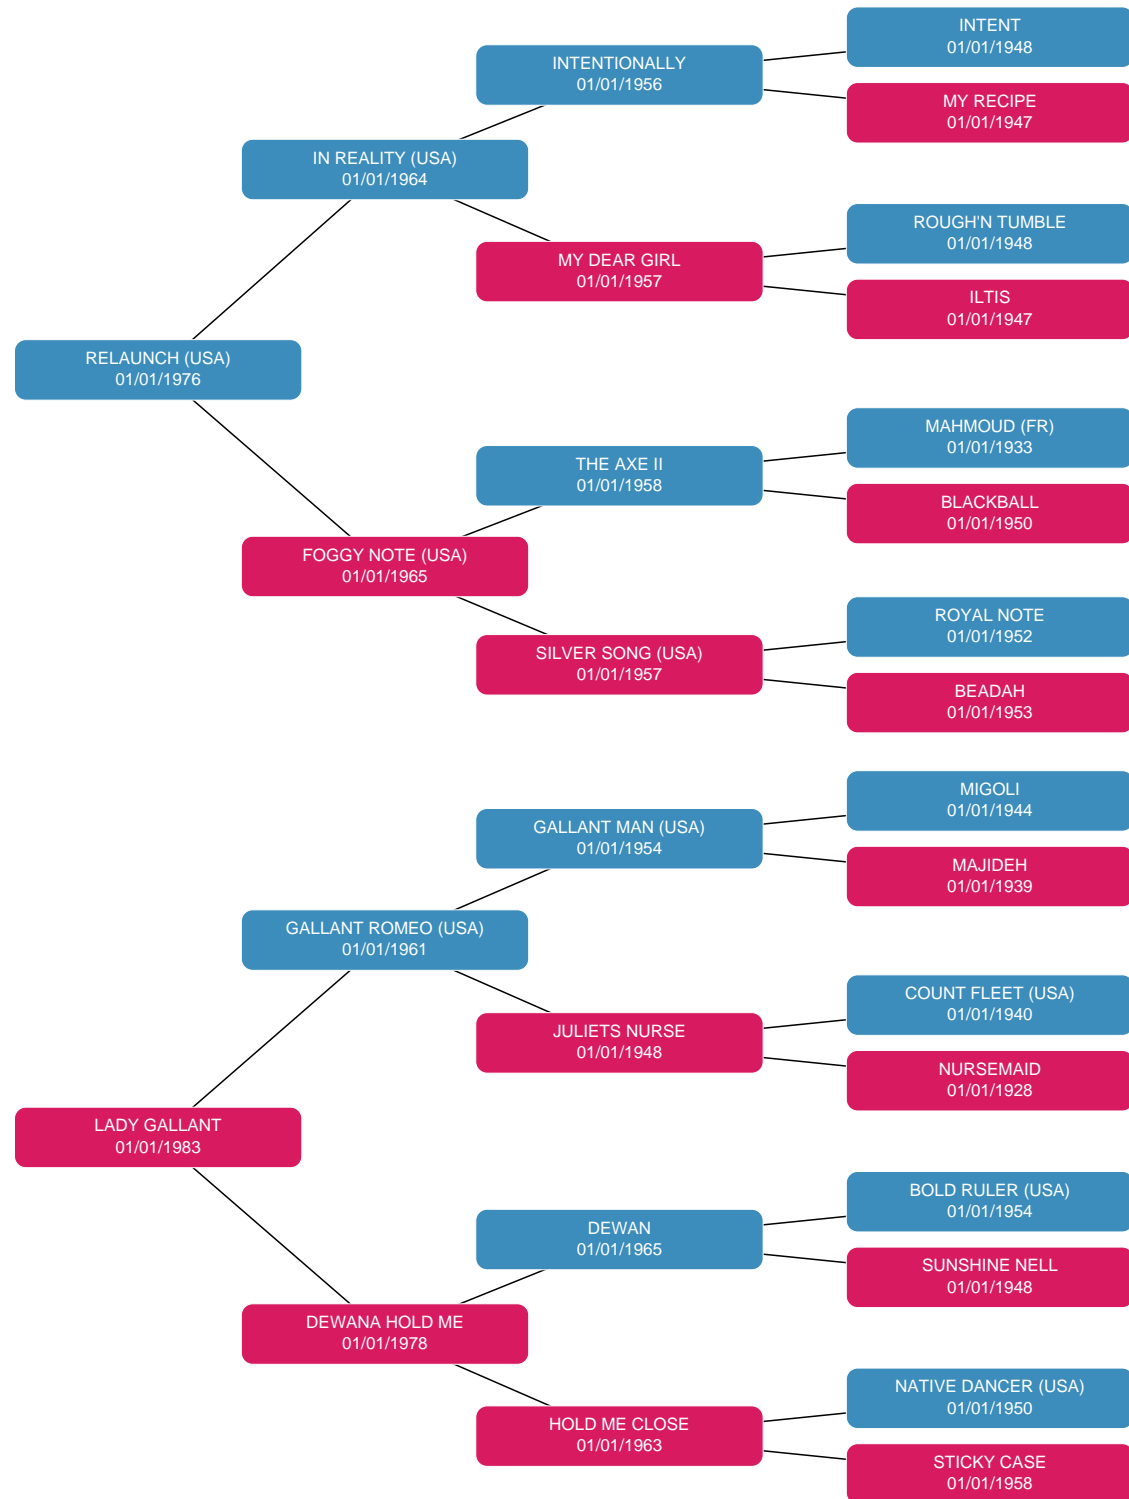 INTENT
01/01/1948
INTENTIONALLY
01/01/1956
MY RECIPE
01/01/1947
IN REALITY (USA)
01/01/1964
ROUGH'N TUMBLE
01/01/1948
MY DEAR GIRL
01/01/1957
ILTIS
01/01/1947
RELAUNCH (USA)
01/01/1976
MAHMOUD (FR)
01/01/1933
THE AXE II
01/01/1958
BLACKBALL
01/01/1950
FOGGY NOTE (USA)
01/01/1965
ROYAL NOTE
01/01/1952
SILVER SONG (USA)
01/01/1957
BEADAH
01/01/1953
MIGOLI
01/01/1944
GALLANT MAN (USA)
01/01/1954
MAJIDEH
01/01/1939
GALLANT ROMEO (USA)
01/01/1961
COUNT FLEET (USA)
01/01/1940
JULIETS NURSE
01/01/1948
NURSEMAID
01/01/1928
LADY GALLANT
01/01/1983
BOLD RULER (USA)
01/01/1954
DEWAN
01/01/1965
SUNSHINE NELL
01/01/1948
DEWANA HOLD ME
01/01/1978
NATIVE DANCER (USA)
01/01/1950
HOLD ME CLOSE
01/01/1963
STICKY CASE
01/01/1958